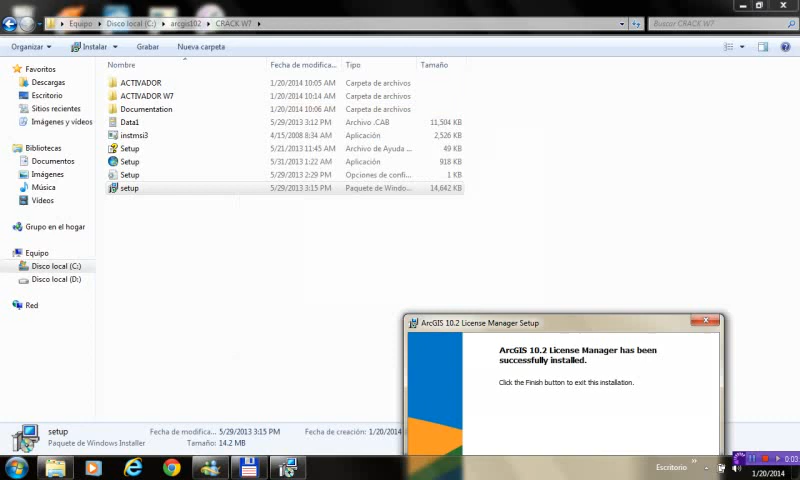 Equipo ▸ Disco local (C:) ▸ arcgis102 ▸ CRACK W7 ▸
Buscar CRACK W7
Organizar Instalar Grabar Nueva carpeta
Nombre Fecha de modifica... Tipo Tamaño
Favoritos
Descargas
Escritorio
Sitios recientes
Imágenes y vídeos
Bibliotecas
Documentos
Imágenes
Música
Vídeos
Grupo en el hogar
Equipo
Disco local (C:)
Disco local (D:)
Red
ACTIVADOR 1/20/2014 10:05 AM Carpeta de archivos
ACTIVADOR W7 1/20/2014 10:14 AM Carpeta de archivos
Documentation 1/20/2014 10:06 AM Carpeta de archivos
Data1 5/29/2013 3:12 PM Archivo .CAB 11,504 KB
instmsi3 4/15/2008 8:34 AM Aplicación 2,526 KB
Setup 5/21/2013 11:45 AM Archivo de Ayuda ... 49 KB
Setup 5/31/2013 1:22 AM Aplicación 918 KB
Setup 5/29/2013 2:29 PM Opciones de confi... 1 KB
setup 5/29/2013 3:15 PM Paquete de Windo... 14,642 KB
ArcGIS 10.2 License Manager Setup
ArcGIS 10.2 License Manager has been
successfully installed.
Click the Finish button to exit this installation.
setup Fecha de modifica... 5/29/2013 3:15 PM Fecha de creación: 1/20/2014
Paquete de Windows Installer Tamaño: 14.2 MB
Escritorio »
0:03
1/20/2014